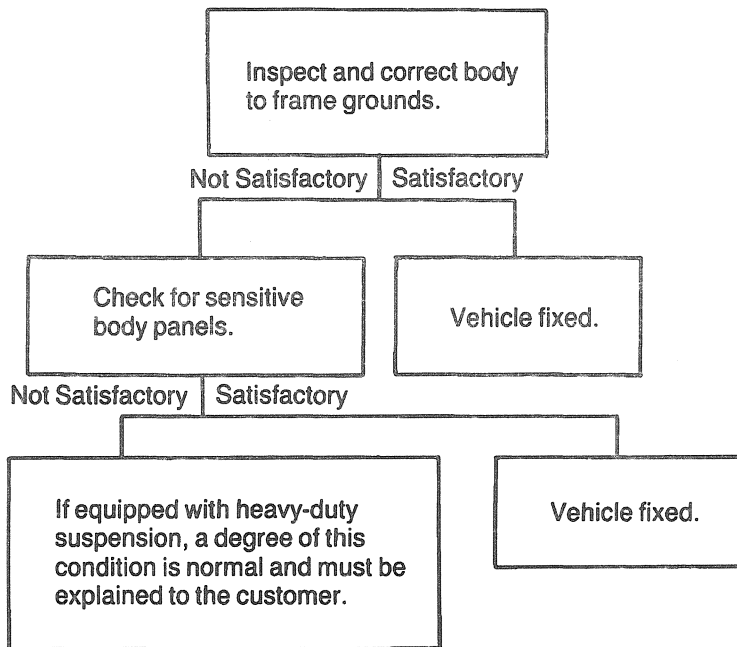 Inspect and correct body
to frame grounds.
Not Satisfactory Satisfactory
Check for sensitive
body panels.
Vehicle fixed.
Not Satisfactory Satisfactory
If equipped with heavy-duty
suspension, a degree of this
condition is normal and must be
explained to the customer.
Vehicle fixed.